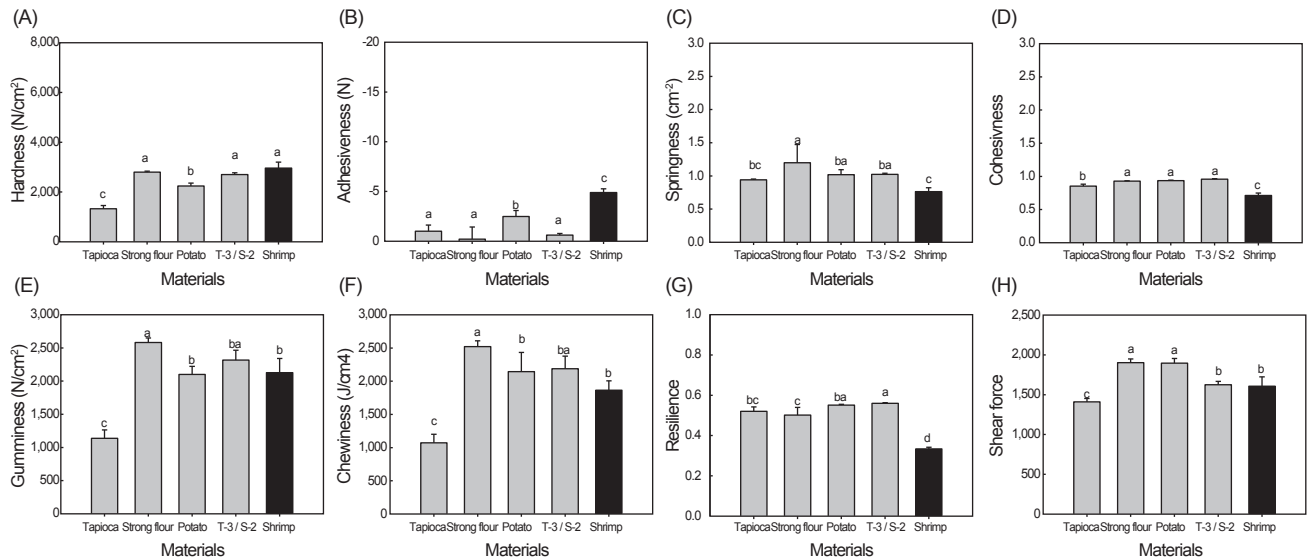 (A)
Hardness (N/cm²)
8,000
6,000
4,000
2,000
0
c
a
b
a
a
Tapioca Strong flour Potato T-3 / S-2 Shrimp
Materials
(B)
Adhesiveness (N)
-20
-15
-10
-5
0
a
a
b
a
c
Tapioca Strong flour Potato T-3 / S-2 Shrimp
Materials
(C)
Springness (cm⁻²)
3.0
2.5
2.0
1.5
1.0
0.5
0.0
bc
a
ba
ba
c
Tapioca Strong flour Potato T-3 / S-2 Shrimp
Materials
(D)
Cohesivness
3.0
2.5
2.0
1.5
1.0
0.5
0.0
b
a
a
a
c
Tapioca Strong flour Potato T-3 / S-2 Shrimp
Materials
(E)
Gumminess (N/cm²)
3,000
2,500
2,000
1,500
1,000
500
0
c
a
b
ba
b
Tapioca Strong flour Potato T-3 / S-2 Shrimp
Materials
(F)
Chewiness (J/cm4)
3,000
2,500
2,000
1,500
1,000
500
0
c
a
b
ba
b
Tapioca Strong flour Potato T-3 / S-2 Shrimp
Materials
(G)
Resilience
1.0
0.8
0.6
0.4
0.2
0.0
bc
c
ba
a
d
Tapioca Strong flour Potato T-3 / S-2 Shrimp
Materials
(H)
Shear force
2,500
2,000
1,500
1,000
500
0
c
a
a
b
b
Tapioca Strong flour Potato T-3 / S-2 Shrimp
Materials